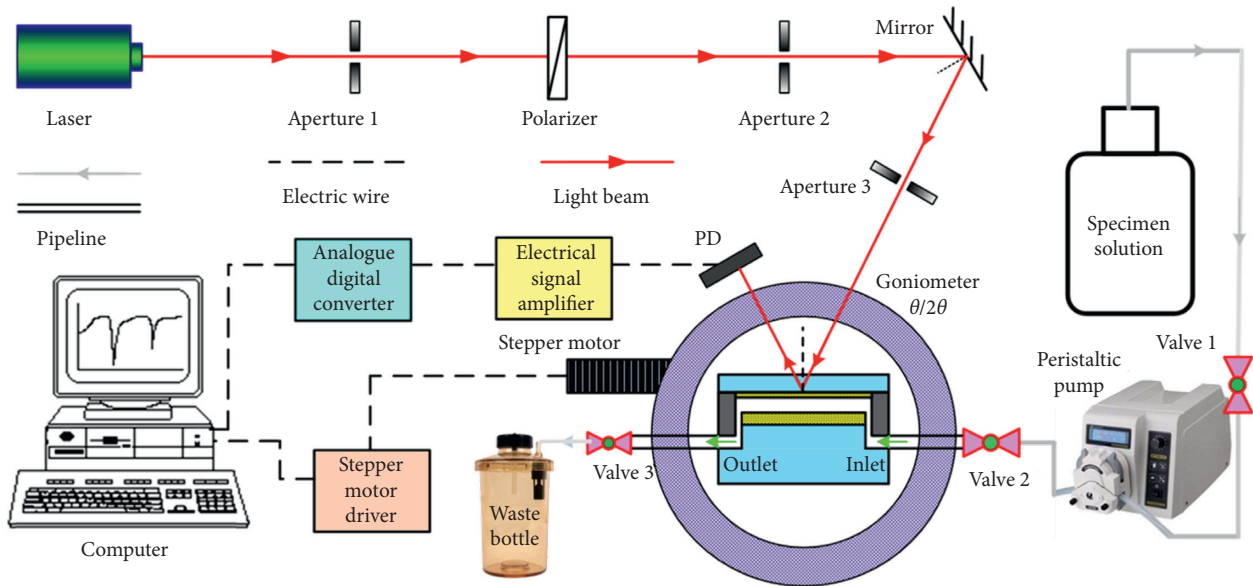 Mirror
Laser
Aperture 1
Polarizer
Aperture 2
Aperture 3
Electric wire
Light beam
Pipeline
Specimen
solution
PD
Analogue
digital
converter
Electrical
signal
amplifier
Goniometer
θ/2θ
Stepper motor
Valve 1
Peristaltic
pump
Stepper
motor
driver
Valve 3
Outlet
Inlet
Valve 2
Waste
bottle
Computer